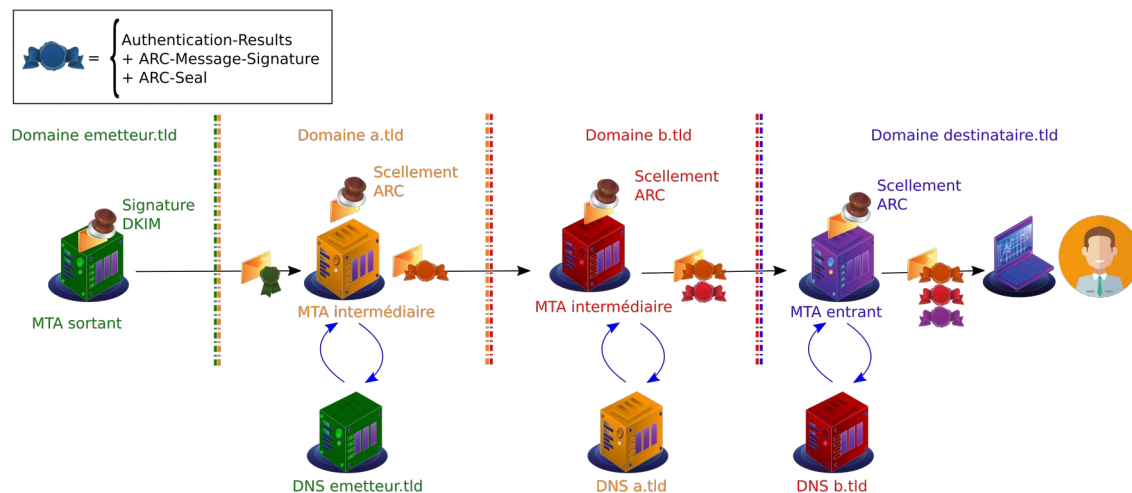 =
Authentication-Results
+ ARC-Message-Signature
+ ARC-Seal
Domaine emetteur.tld
Domaine a.tld
Domaine b.tld
Domaine destinataire.tld
Signature
DKIM
Scellement
ARC
Scellement
ARC
Scellement
ARC
MTA sortant
MTA intermédiaire
MTA intermédiaire
MTA entrant
DNS emetteur.tld
DNS a.tld
DNS b.tld